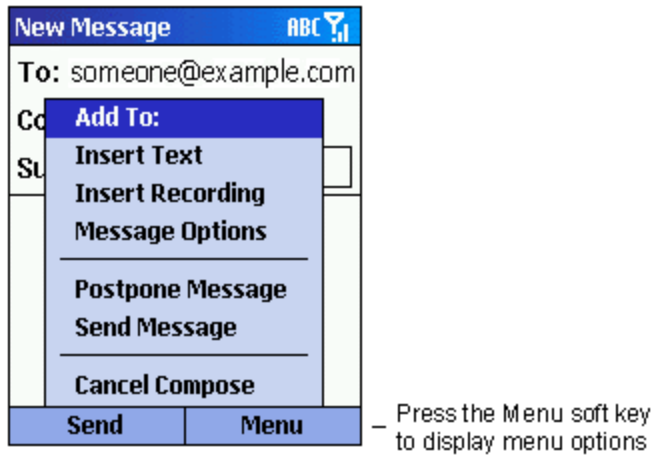 New Message ABC
To: someone@example.com
Cc
Su
Add To:
Insert Text
Insert Recording
Message Options
Postpone Message
Send Message
Cancel Compose
Send Menu
Press the Menu soft key
to display menu options